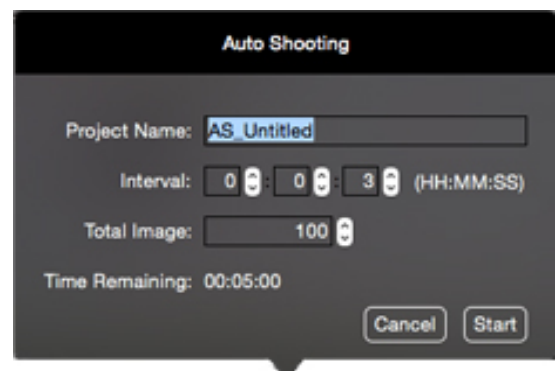 Auto Shooting
Project Name: AS_Untitled
Interval: 0 : 0 : 3 (HH:MM:SS)
Total Image: 100
Time Remaining: 00:05:00
Cancel Start